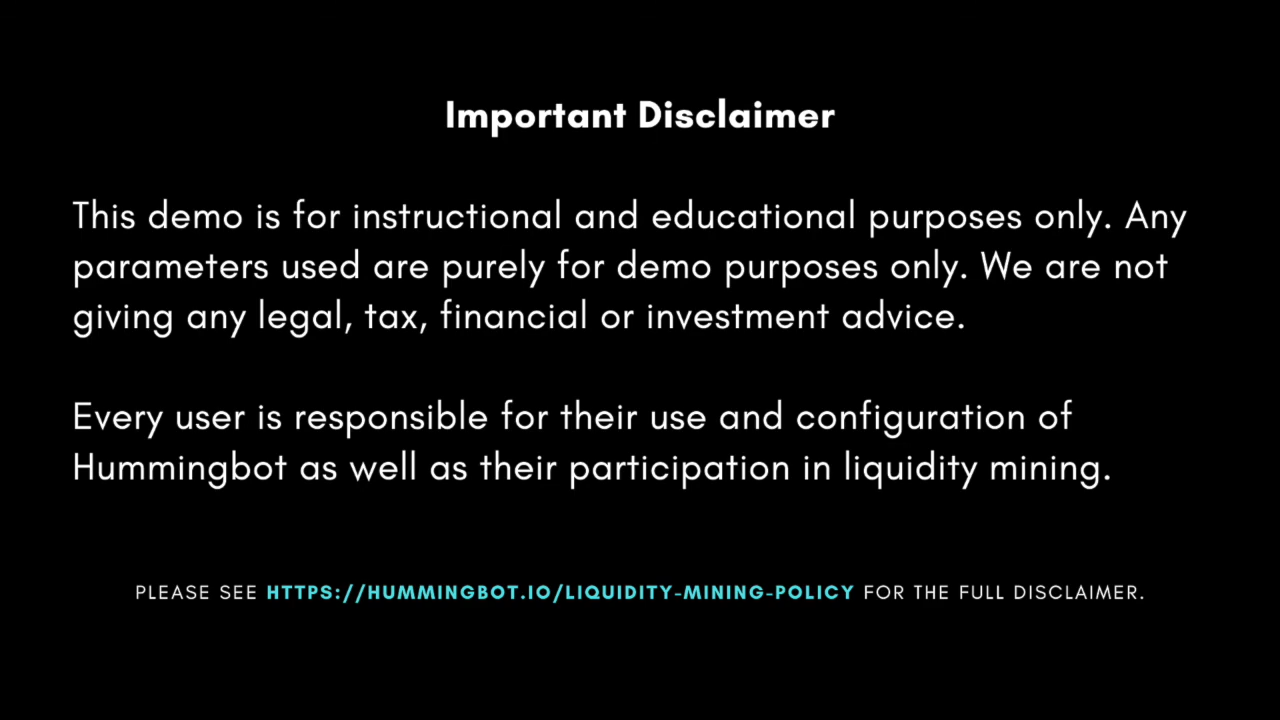 Important Disclaimer
This demo is for instructional and educational purposes only. Any
parameters used are purely for demo purposes only. We are not
giving any legal, tax, financial or investment advice.
Every user is responsible for their use and configuration of
Hummingbot as well as their participation in liquidity mining.
PLEASE SEE HTTPS://HUMMINGBOT.IO/LIQUIDITY-MINING-POLICY FOR THE FULL DISCLAIMER.